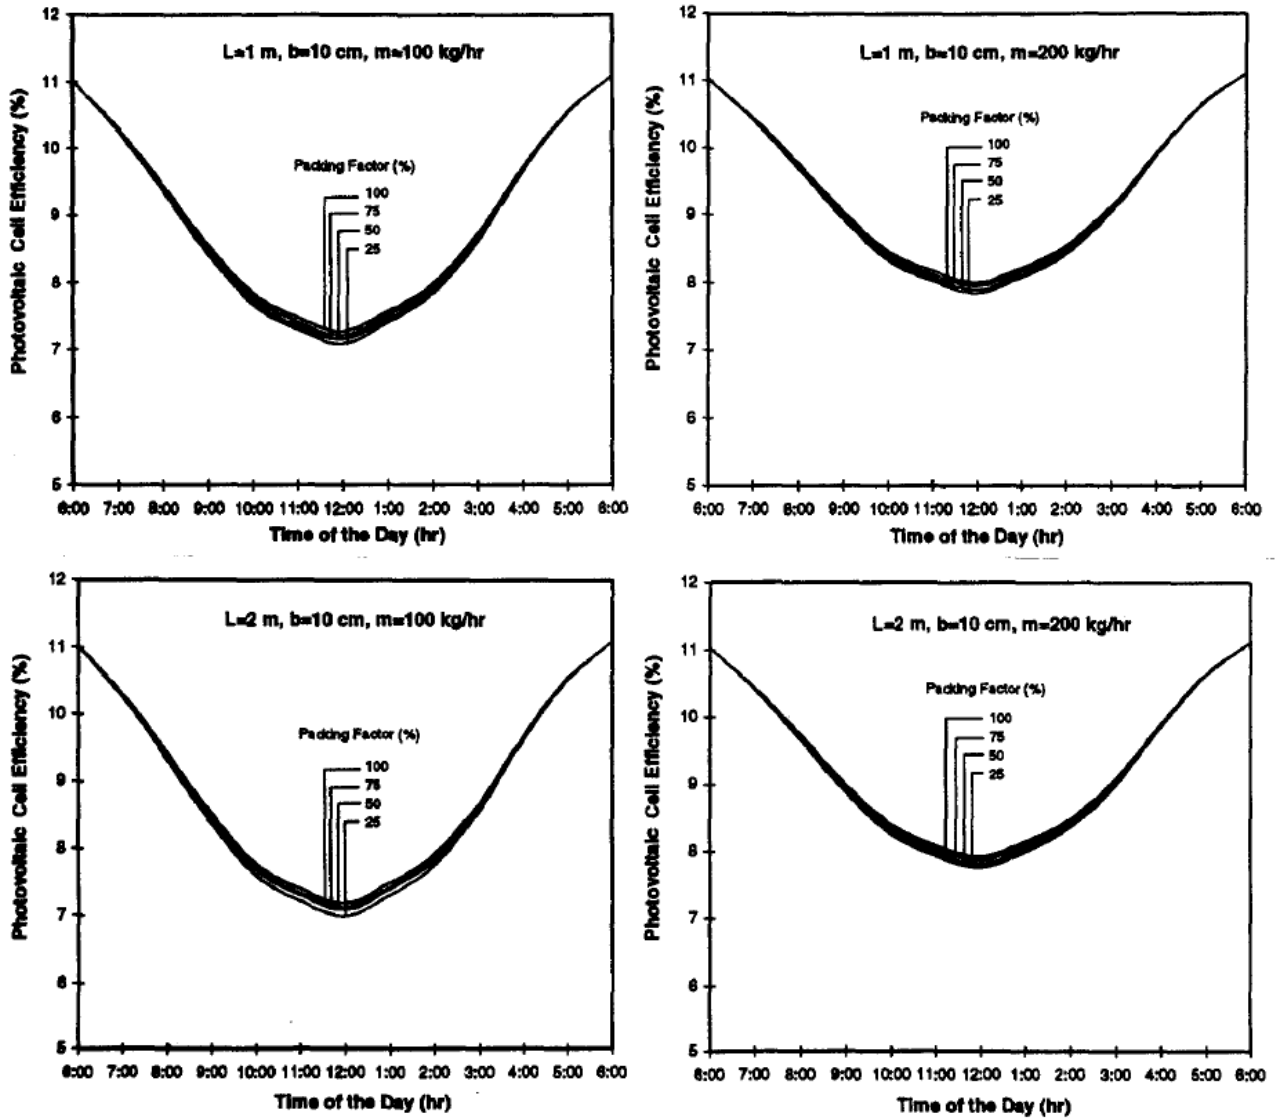 L=1 m, b=10 cm, m=100 kg/hr
Photovoltaic Cell Efficiency (%)
12
11
10
9
8
7
6
5
Packing Factor (%)
100
75
50
25
6:00 7:00 8:00 9:00 10:00 11:00 12:00 1:00 2:00 3:00 4:00 5:00 6:00
Time of the Day (hr)
L=1 m, b=10 cm, m=200 kg/hr
Photovoltaic Cell Efficiency (%)
12
11
10
9
8
7
6
5
Packing Factor (%)
100
75
50
25
6:00 7:00 8:00 9:00 10:00 11:00 12:00 1:00 2:00 3:00 4:00 5:00 6:00
Time of the Day (hr)
L=2 m, b=10 cm, m=100 kg/hr
Photovoltaic Cell Efficiency (%)
12
11
10
9
8
7
6
5
Packing Factor (%)
100
75
50
25
6:00 7:00 8:00 9:00 10:00 11:00 12:00 1:00 2:00 3:00 4:00 5:00 6:00
Time of the Day (hr)
L=2 m, b=10 cm, m=200 kg/hr
Photovoltaic Cell Efficiency (%)
12
11
10
9
8
7
6
5
Packing Factor (%)
100
75
50
25
6:00 7:00 8:00 9:00 10:00 11:00 12:00 1:00 2:00 3:00 4:00 5:00 6:00
Time of the Day (hr)